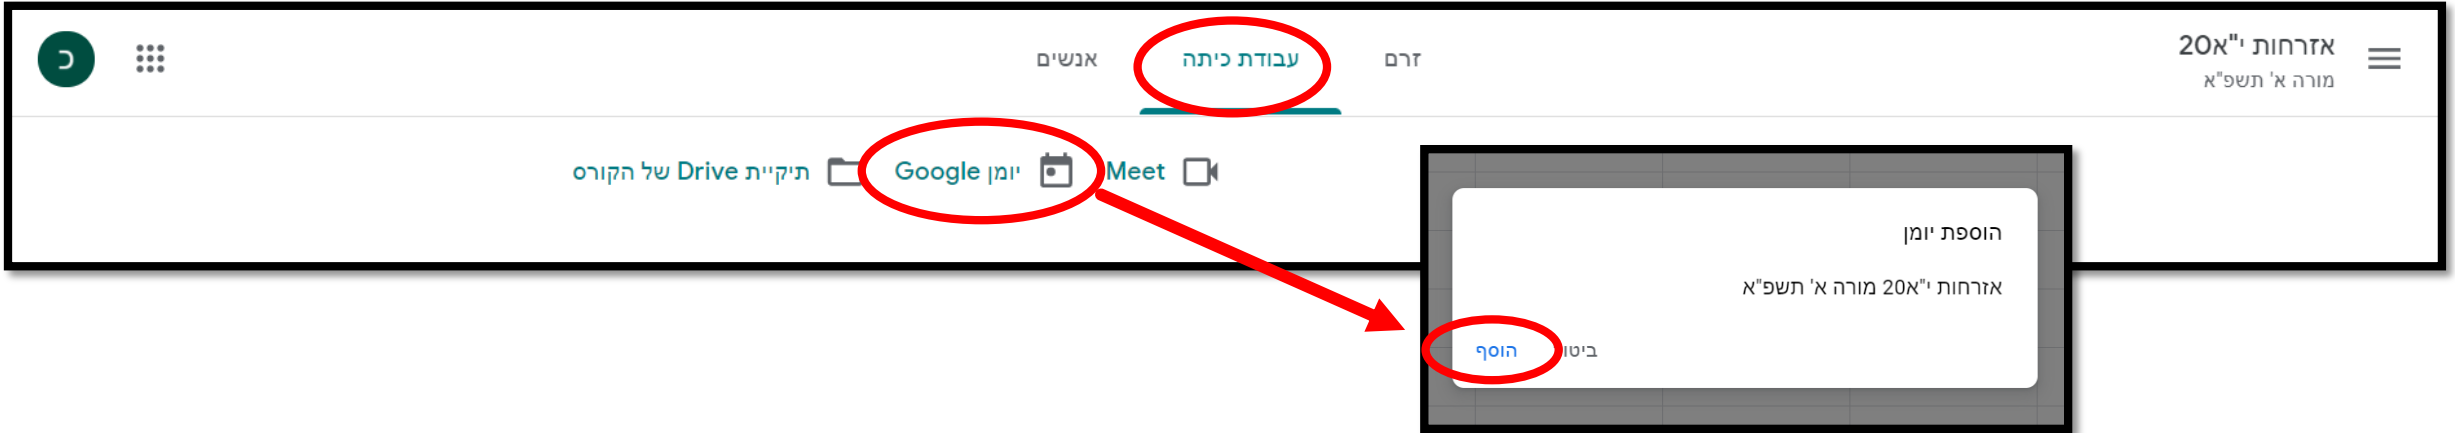 אזרחות י"א20
מורה א' תשפ"א
זרם
עבודת כיתה
אנשים
כ
Meet
יומן Google
תיקיית Drive של הקורס
הוספת יומן
אזרחות י"א20 מורה א' תשפ"א
ביטו
הוסף